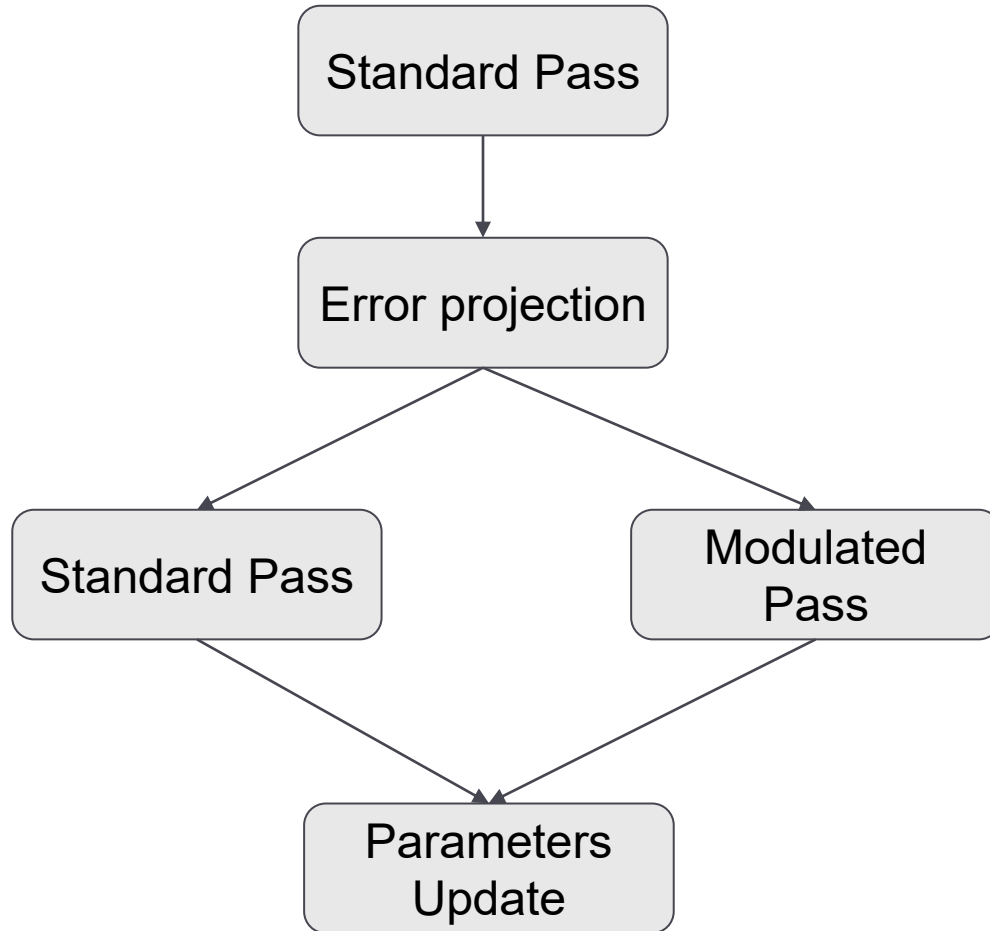 Standard Pass
Error projection
Standard Pass
Modulated
Pass
Parameters
Update